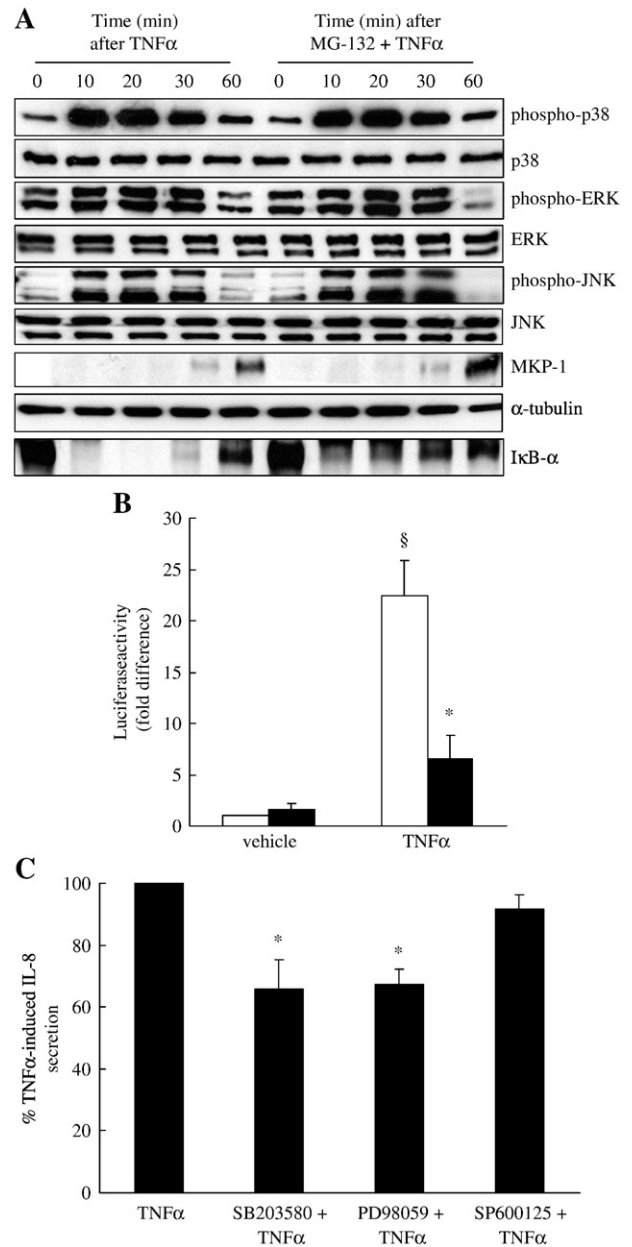 A
Time (min) after TNFα
Time (min) after MG-132 + TNFα
0 10 20 30 60 0 10 20 30 60
phospho-p38
p38
phospho-ERK
ERK
phospho-JNK
JNK
MKP-1
α-tubulin
IκB-α
B
Luciferaseactivity (fold difference)
30
25
20
15
10
5
0
§
*
vehicle TNFα
C
% TNFα-induced IL-8 secretion
100
80
60
40
20
0
* *
TNFα
SB203580 + TNFα
PD98059 + TNFα
SP600125 + TNFα